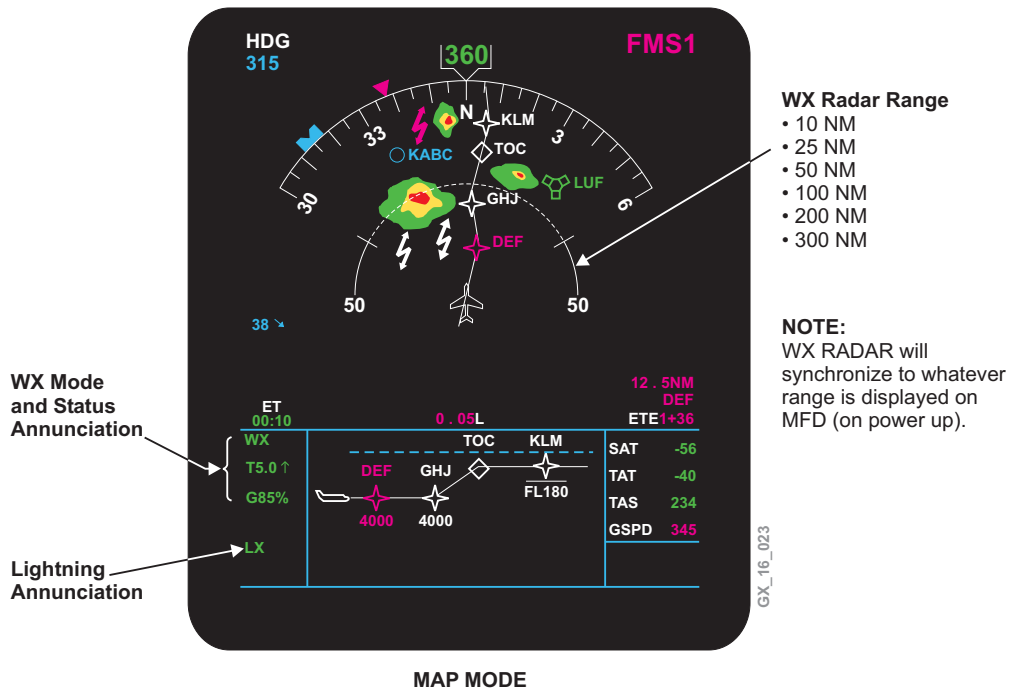 HDG
315
FMS1
360
30
33
N
3
6
KLM
TOC
KABC
LUF
GHJ
DEF
50
50
38 ↘
WX Radar Range
• 10 NM
• 25 NM
• 50 NM
• 100 NM
• 200 NM
• 300 NM
NOTE:
WX RADAR will
synchronize to whatever
range is displayed on
MFD (on power up).
WX Mode
and Status
Annunciation
Lightning
Annunciation
ET
00:10
0 . 05L
12 . 5NM
DEF
ETE1+36
WX
T5.0 ↑
G85%
LX
TOC KLM
DEF GHJ
FL180
4000 4000
SAT -56
TAT -40
TAS 234
GSPD 345
GX_16_023
MAP MODE